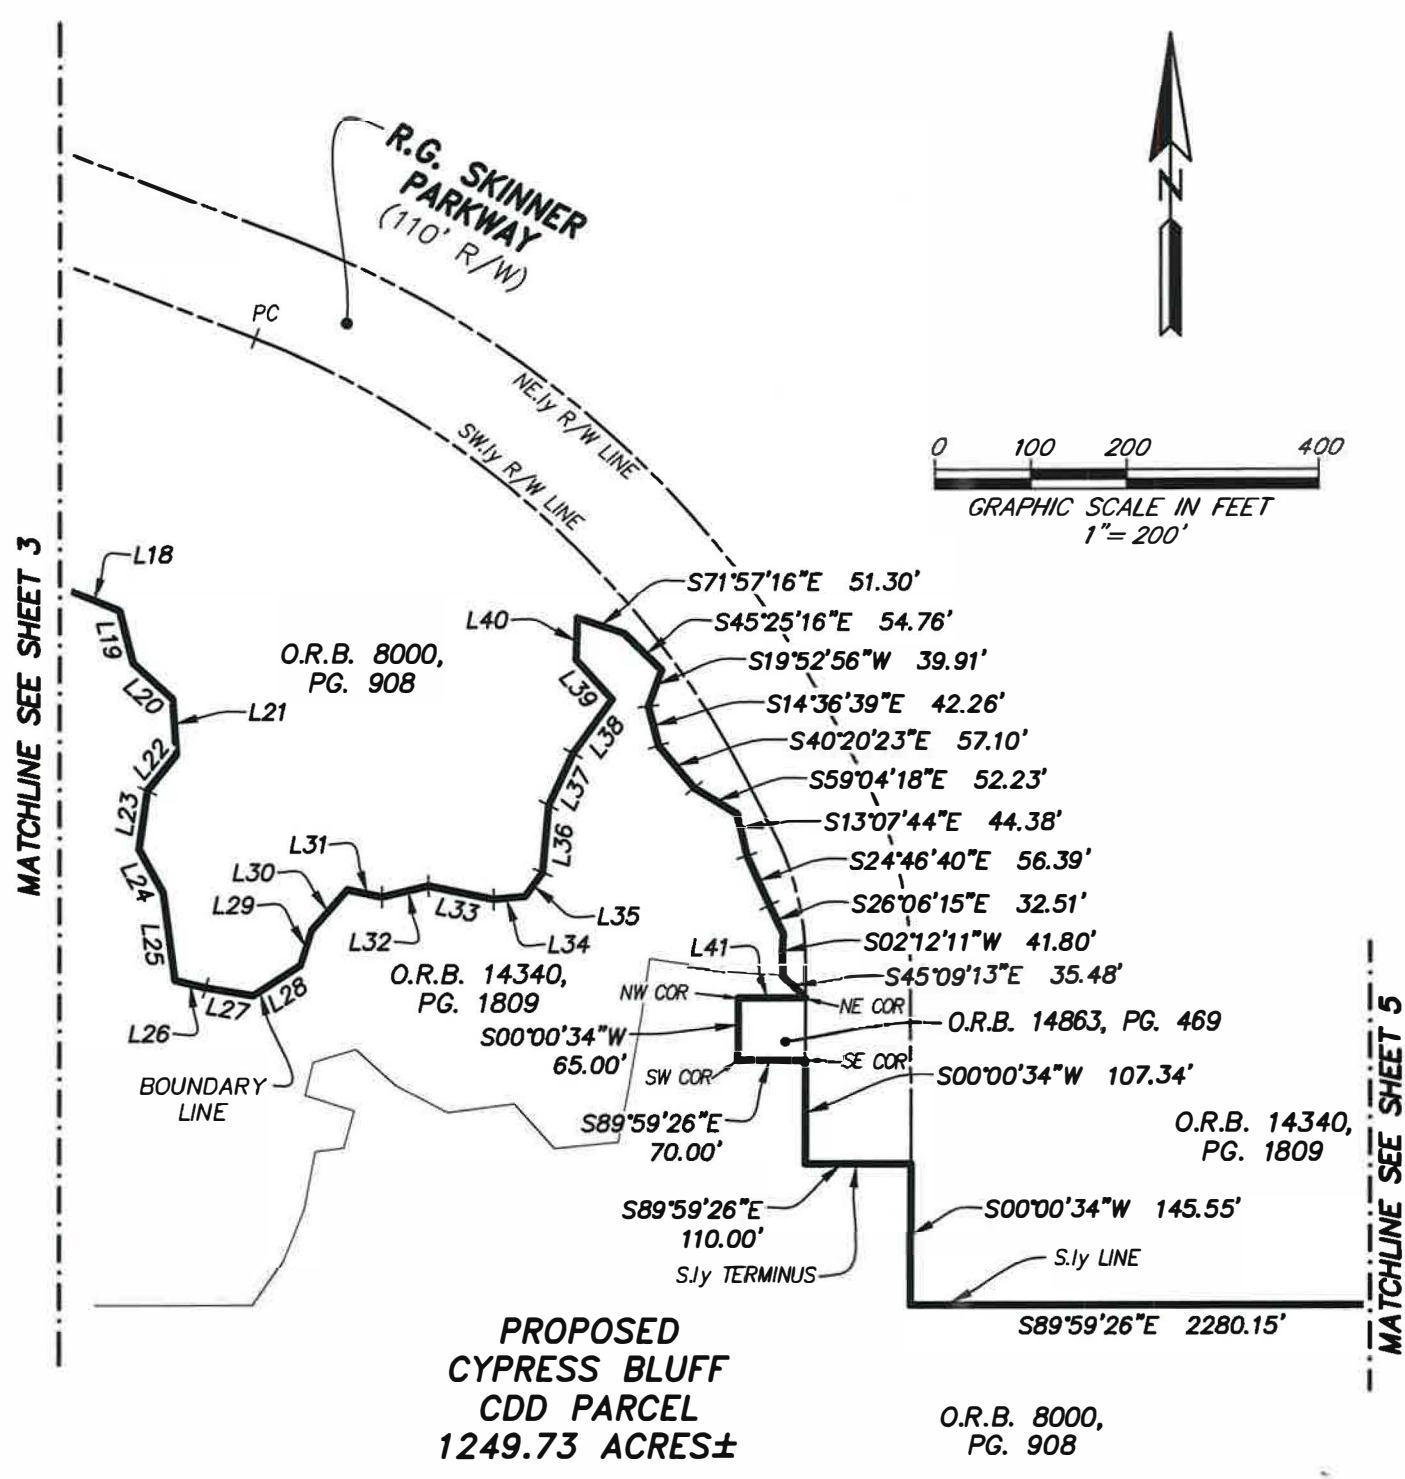 R.G. SKINNER
PARKWAY
(110' R/W)
N
PC
NE.ly R/W LINE
SW.ly R/W LINE
0 100 200 400
GRAPHIC SCALE IN FEET
1"= 200'
MATCHLINE SEE SHEET 3
L18
L19
L20
L21
L22
L23
L24
L25
L26
L27
L28
L29
L30
L31
L32
L33
L34
L35
L36
L37
L38
L39
L40
L41
O.R.B. 8000,
PG. 908
S71°57'16"E 51.30'
S45°25'16"E 54.76'
S19°52'56"W 39.91'
S14°36'39"E 42.26'
S40°20'23"E 57.10'
S59°04'18"E 52.23'
S13°07'44"E 44.38'
S24°46'40"E 56.39'
S26°06'15"E 32.51'
S02°12'11"W 41.80'
S45°09'13"E 35.48'
O.R.B. 14340,
PG. 1809
NW COR
NE COR
S00°00'34"W
65.00'
O.R.B. 14863, PG. 469
SW COR
SE COR
S00°00'34"W 107.34'
BOUNDARY
LINE
S89°59'26"E
70.00'
O.R.B. 14340,
PG. 1809
S89°59'26"E
110.00'
S00°00'34"W 145.55'
S.ly TERMINUS
S.ly LINE
S89°59'26"E 2280.15'
MATCHLINE SEE SHEET 5
PROPOSED
CYPRESS BLUFF
CDD PARCEL
1249.73 ACRES±
O.R.B. 8000,
PG. 908